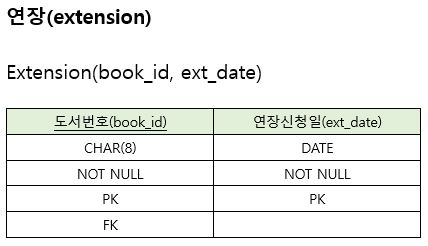 연장(extension)
Extension(book_id, ext_date)
도서번호(book_id) 연장신청일(ext_date)
CHAR(8) DATE
NOT NULL NOT NULL
PK PK
FK